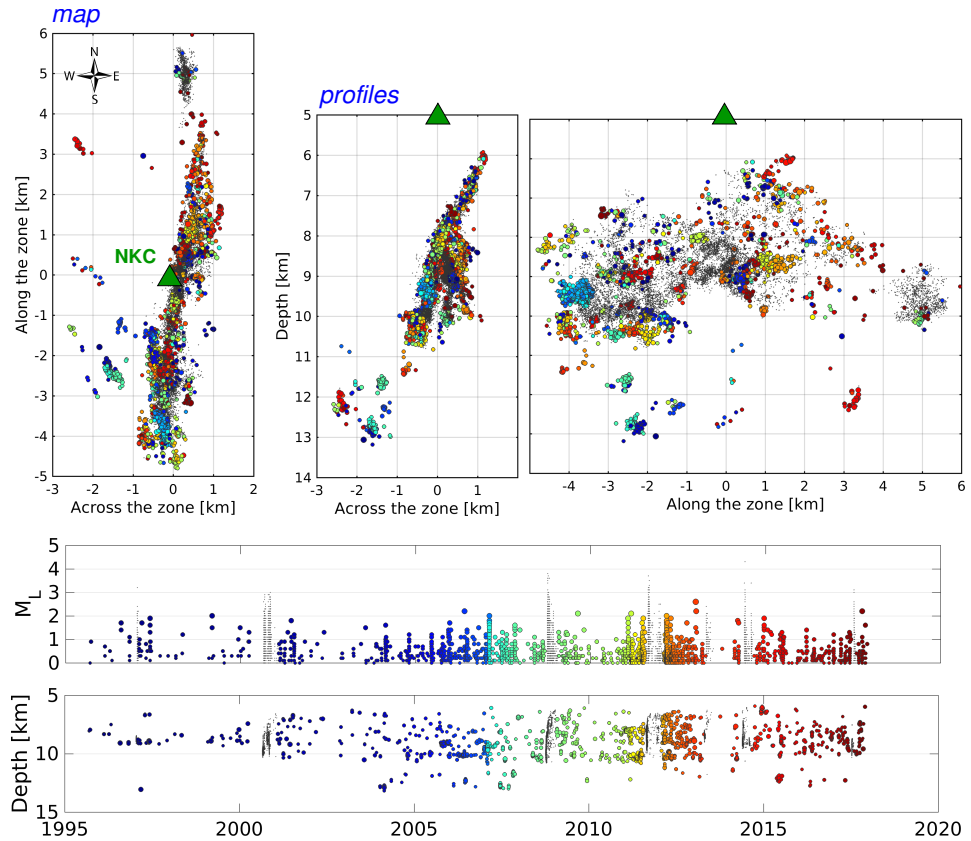 map
profiles
6
5
4
3
2
1
0
-1
-2
-3
-4
-5
Along the zone [km]
N
W E
S
NKC
-3 -2 -1 0 1 2
Across the zone [km]
5
6
7
8
9
10
11
12
13
14
Depth [km]
-3 -2 -1 0 1
Across the zone [km]
-4 -3 -2 -1 0 1 2 3 4 5 6
Along the zone [km]
5
4
3
2
1
0
M_L
5
10
15
Depth [km]
1995 2000 2005 2010 2015 2020